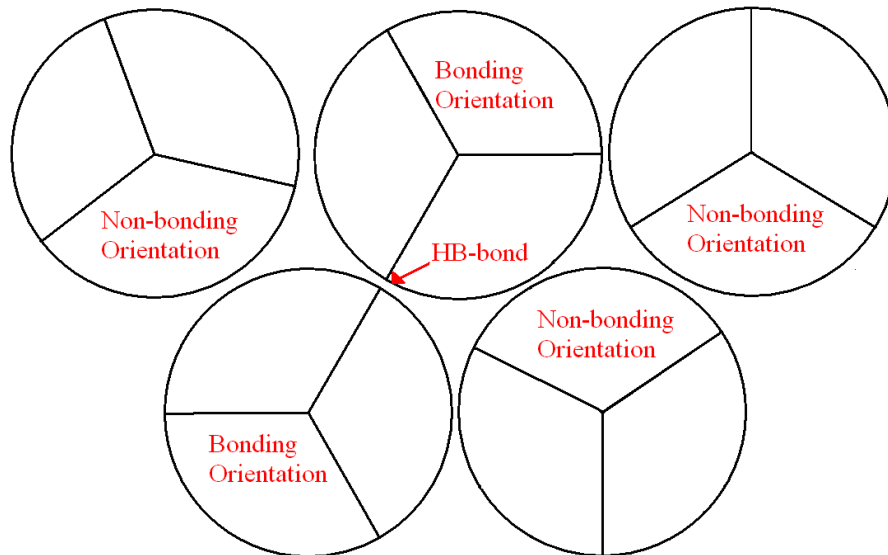 Bonding
Orientation
Non-bonding
Orientation
Non-bonding
Orientation
HB-bond
Non-bonding
Orientation
Bonding
Orientation